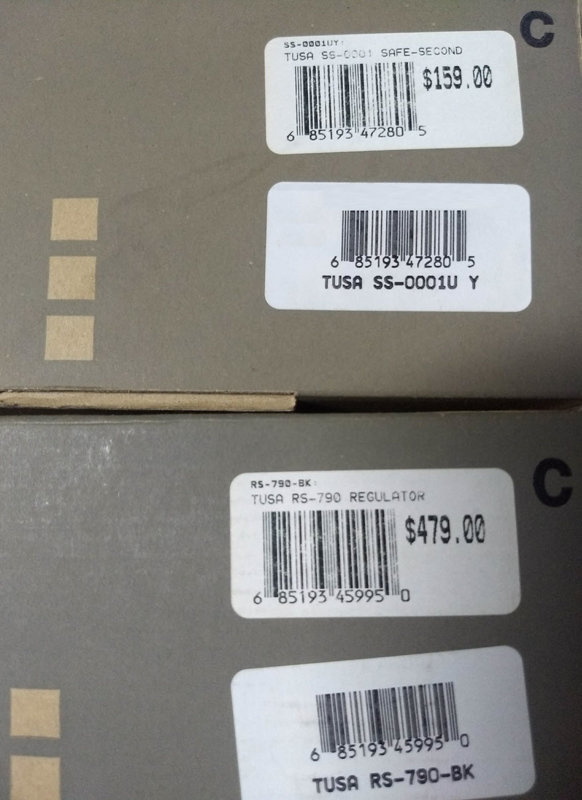 C
SS-0001UY:
TUSA SS-0001 SAFE-SECOND
$159.00
6 85193 47280 5
6 85193 47280 5
TUSA SS-0001U Y
C
RS-790-BK:
TUSA RS-790 REGULATOR
$479.00
6 85193 45995 0
6 85193 45995 0
TUSA RS-790-BK